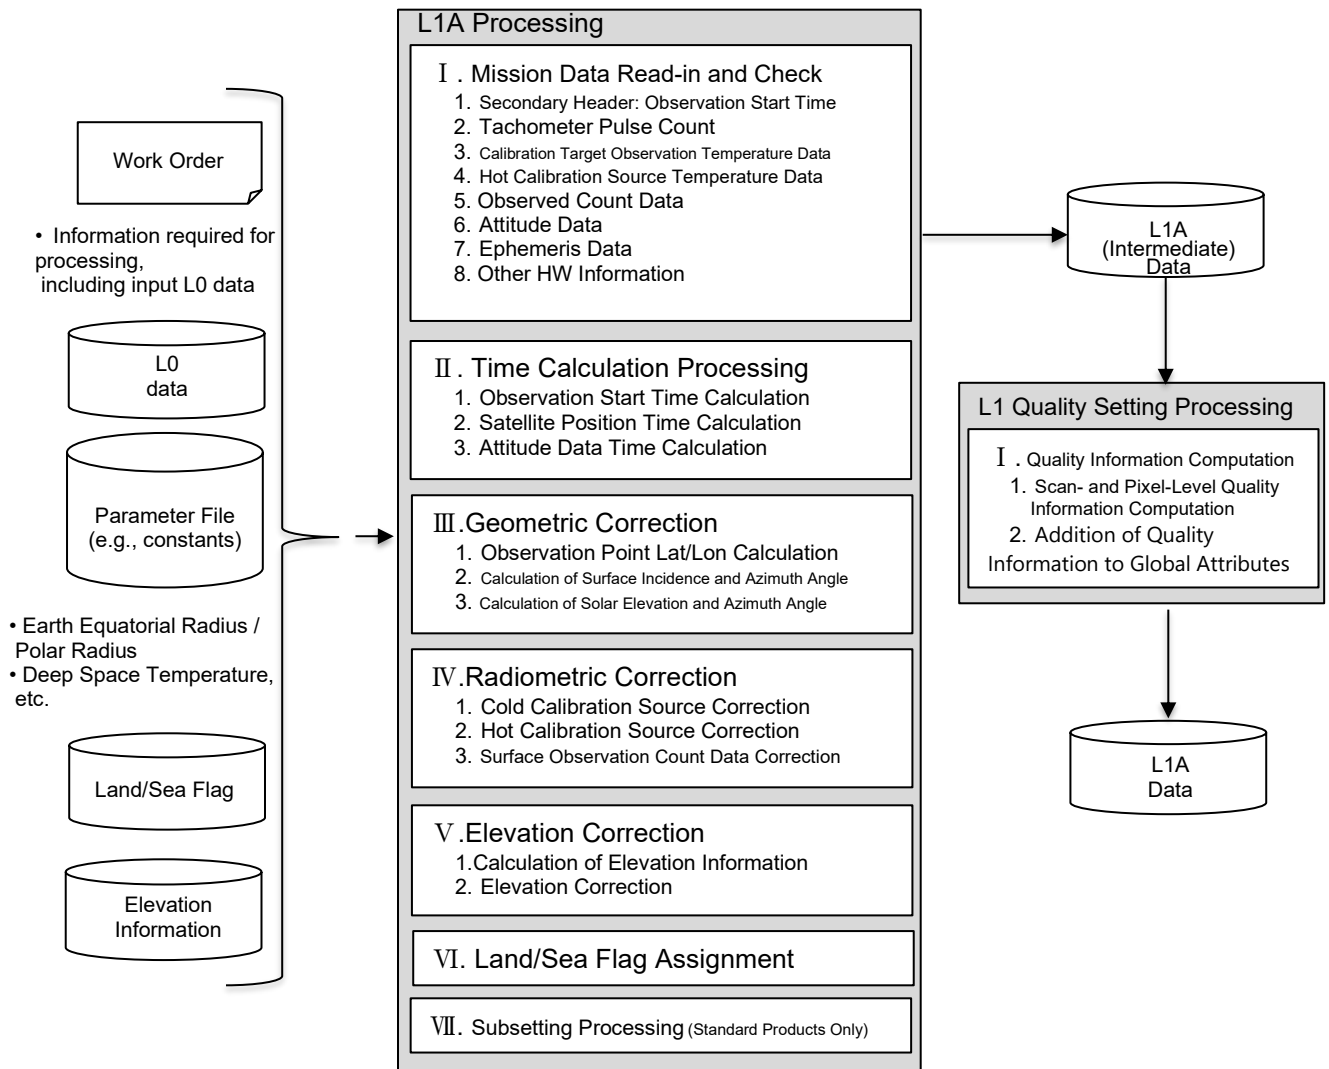 Work Order
• Information required for
processing,
including input L0 data
L0
data
Parameter File
(e.g., constants)
• Earth Equatorial Radius /
Polar Radius
• Deep Space Temperature,
etc.
Land/Sea Flag
Elevation
Information
L1A Processing
Ⅰ. Mission Data Read-in and Check
1. Secondary Header: Observation Start Time
2. Tachometer Pulse Count
3. Calibration Target Observation Temperature Data
4. Hot Calibration Source Temperature Data
5. Observed Count Data
6. Attitude Data
7. Ephemeris Data
8. Other HW Information
Ⅱ. Time Calculation Processing
1. Observation Start Time Calculation
2. Satellite Position Time Calculation
3. Attitude Data Time Calculation
Ⅲ.Geometric Correction
1. Observation Point Lat/Lon Calculation
2. Calculation of Surface Incidence and Azimuth Angle
3. Calculation of Solar Elevation and Azimuth Angle
Ⅳ.Radiometric Correction
1. Cold Calibration Source Correction
2. Hot Calibration Source Correction
3. Surface Observation Count Data Correction
Ⅴ.Elevation Correction
1.Calculation of Elevation Information
2. Elevation Correction
Ⅵ. Land/Sea Flag Assignment
Ⅶ. Subsetting Processing (Standard Products Only)
L1A
(Intermediate)
Data
L1 Quality Setting Processing
Ⅰ. Quality Information Computation
1. Scan- and Pixel-Level Quality
Information Computation
2. Addition of Quality
Information to Global Attributes
L1A
Data